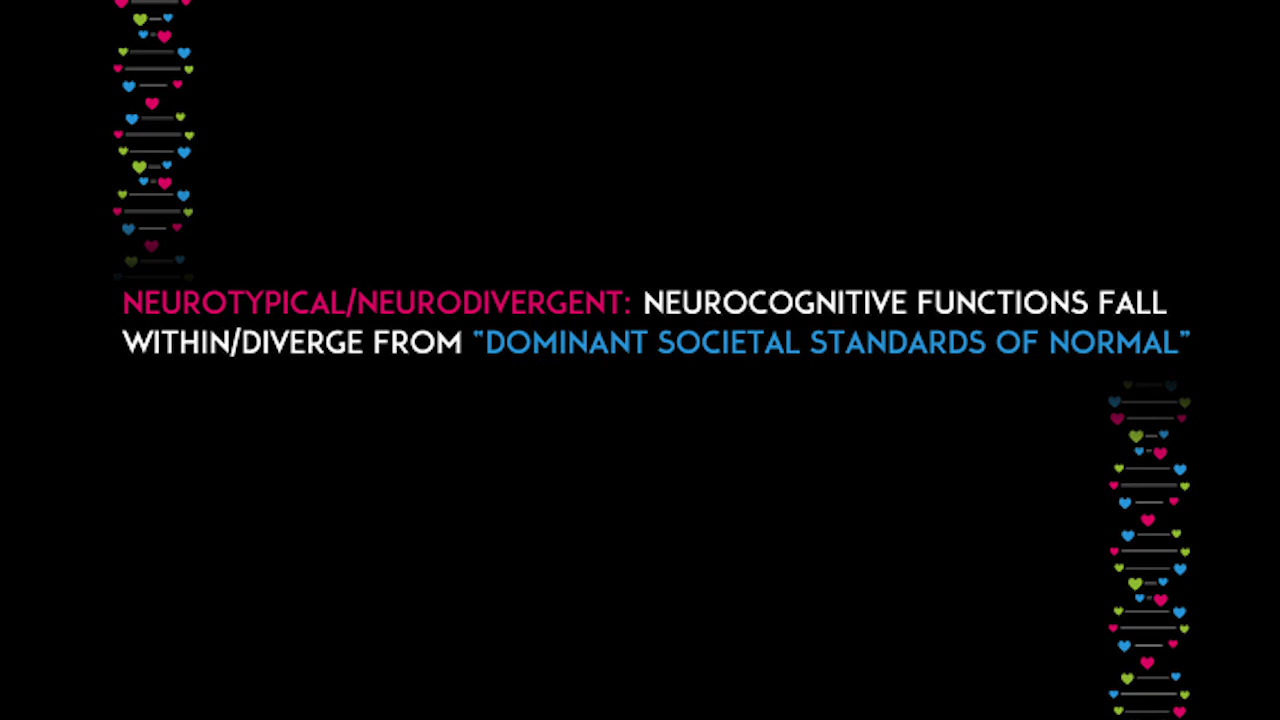 NEUROTYPICAL/NEURODIVERGENT: NEUROCOGNITIVE FUNCTIONS FALL
WITHIN/DIVERGE FROM “DOMINANT SOCIETAL STANDARDS OF NORMAL”